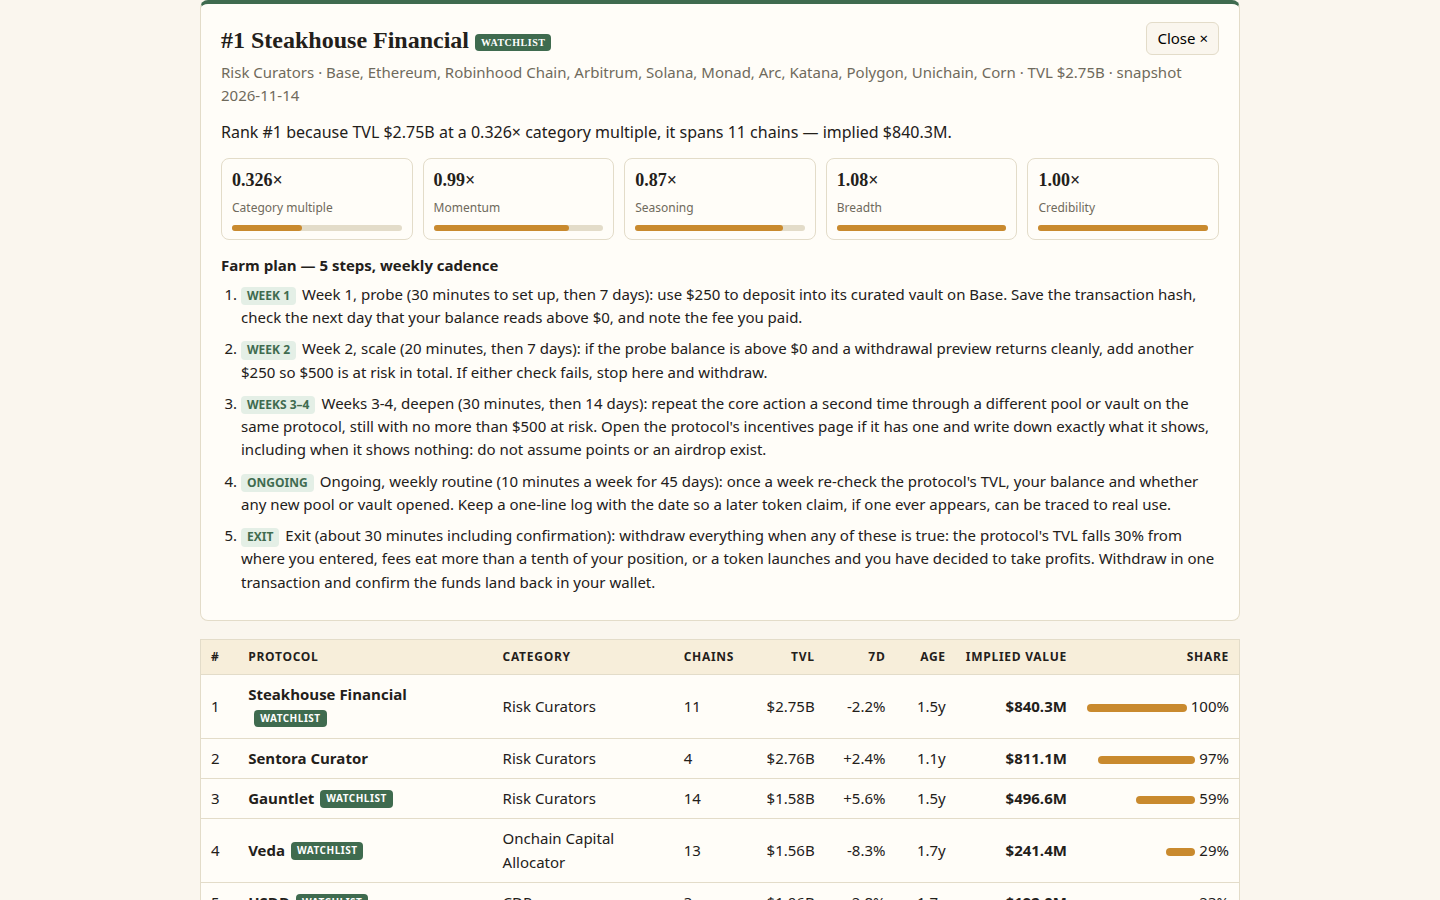 #1 Steakhouse Financial WATCHLIST
Close ×
Risk Curators · Base, Ethereum, Robinhood Chain, Arbitrum, Solana, Monad, Arc, Katana, Polygon, Unichain, Corn · TVL $2.75B · snapshot
2026-11-14
Rank #1 because TVL $2.75B at a 0.326× category multiple, it spans 11 chains — implied $840.3M.
0.326× 0.99× 0.87× 1.08× 1.00×
Category multiple Momentum Seasoning Breadth Credibility
Farm plan — 5 steps, weekly cadence
1. WEEK 1 Week 1, probe (30 minutes to set up, then 7 days): use $250 to deposit into its curated vault on Base. Save the transaction hash,
check the next day that your balance reads above $0, and note the fee you paid.
2. WEEK 2 Week 2, scale (20 minutes, then 7 days): if the probe balance is above $0 and a withdrawal preview returns cleanly, add another
$250 so $500 is at risk in total. If either check fails, stop here and withdraw.
3. WEEKS 3–4 Weeks 3-4, deepen (30 minutes, then 14 days): repeat the core action a second time through a different pool or vault on the
same protocol, still with no more than $500 at risk. Open the protocol's incentives page if it has one and write down exactly what it shows,
including when it shows nothing: do not assume points or an airdrop exist.
4. ONGOING Ongoing, weekly routine (10 minutes a week for 45 days): once a week re-check the protocol's TVL, your balance and whether
any new pool or vault opened. Keep a one-line log with the date so a later token claim, if one ever appears, can be traced to real use.
5. EXIT Exit (about 30 minutes including confirmation): withdraw everything when any of these is true: the protocol's TVL falls 30% from
where you entered, fees eat more than a tenth of your position, or a token launches and you have decided to take profits. Withdraw in one
transaction and confirm the funds land back in your wallet.
# PROTOCOL CATEGORY CHAINS TVL 7D AGE IMPLIED VALUE SHARE
1 Steakhouse Financial WATCHLIST Risk Curators 11 $2.75B -2.2% 1.5y $840.3M 100%
2 Sentora Curator Risk Curators 4 $2.76B +2.4% 1.1y $811.1M 97%
3 Gauntlet WATCHLIST Risk Curators 14 $1.58B +5.6% 1.5y $496.6M 59%
4 Veda WATCHLIST Onchain Capital Allocator 13 $1.56B -8.3% 1.7y $241.4M 29%